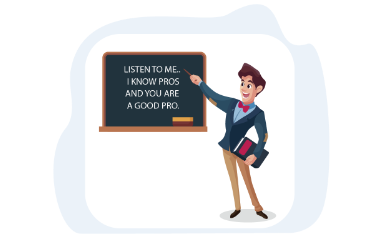 LISTEN TO ME..
I KNOW PROS
AND YOU ARE
A GOOD PRO.